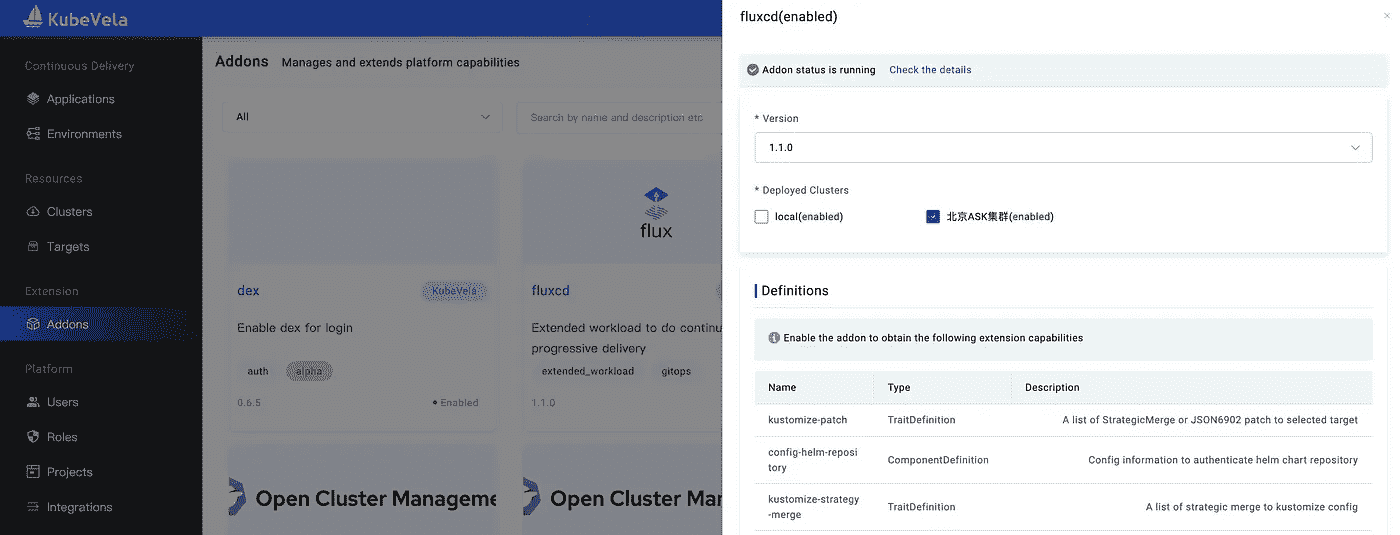 KubeVela
Continuous Delivery
Applications
Environments
Resources
Clusters
Targets
Extension
Addons
Platform
Users
Roles
Projects
Integrations
Addons Manages and extends platform capabilities
All
Search by name and description etc
dex KubeVela
Enable dex for login
auth alpha
0.6.5 Enabled
flux
fluxcd
Extended workload to do continu
progressive delivery
extended_workload gitops
1.1.0
Open Cluster Manageme
Open Cluster Mar
fluxcd(enabled)
Addon status is running Check the details
* Version
1.1.0
* Deployed Clusters
local(enabled) 北京ASK集群(enabled)
Definitions
Enable the addon to obtain the following extension capabilities
Name Type Description
kustomize-patch TraitDefinition A list of StrategicMerge or JSON6902 patch to selected target
config-helm-reposi
tory ComponentDefinition Config information to authenticate helm chart repository
kustomize-strategy
-merge TraitDefinition A list of strategic merge to kustomize config